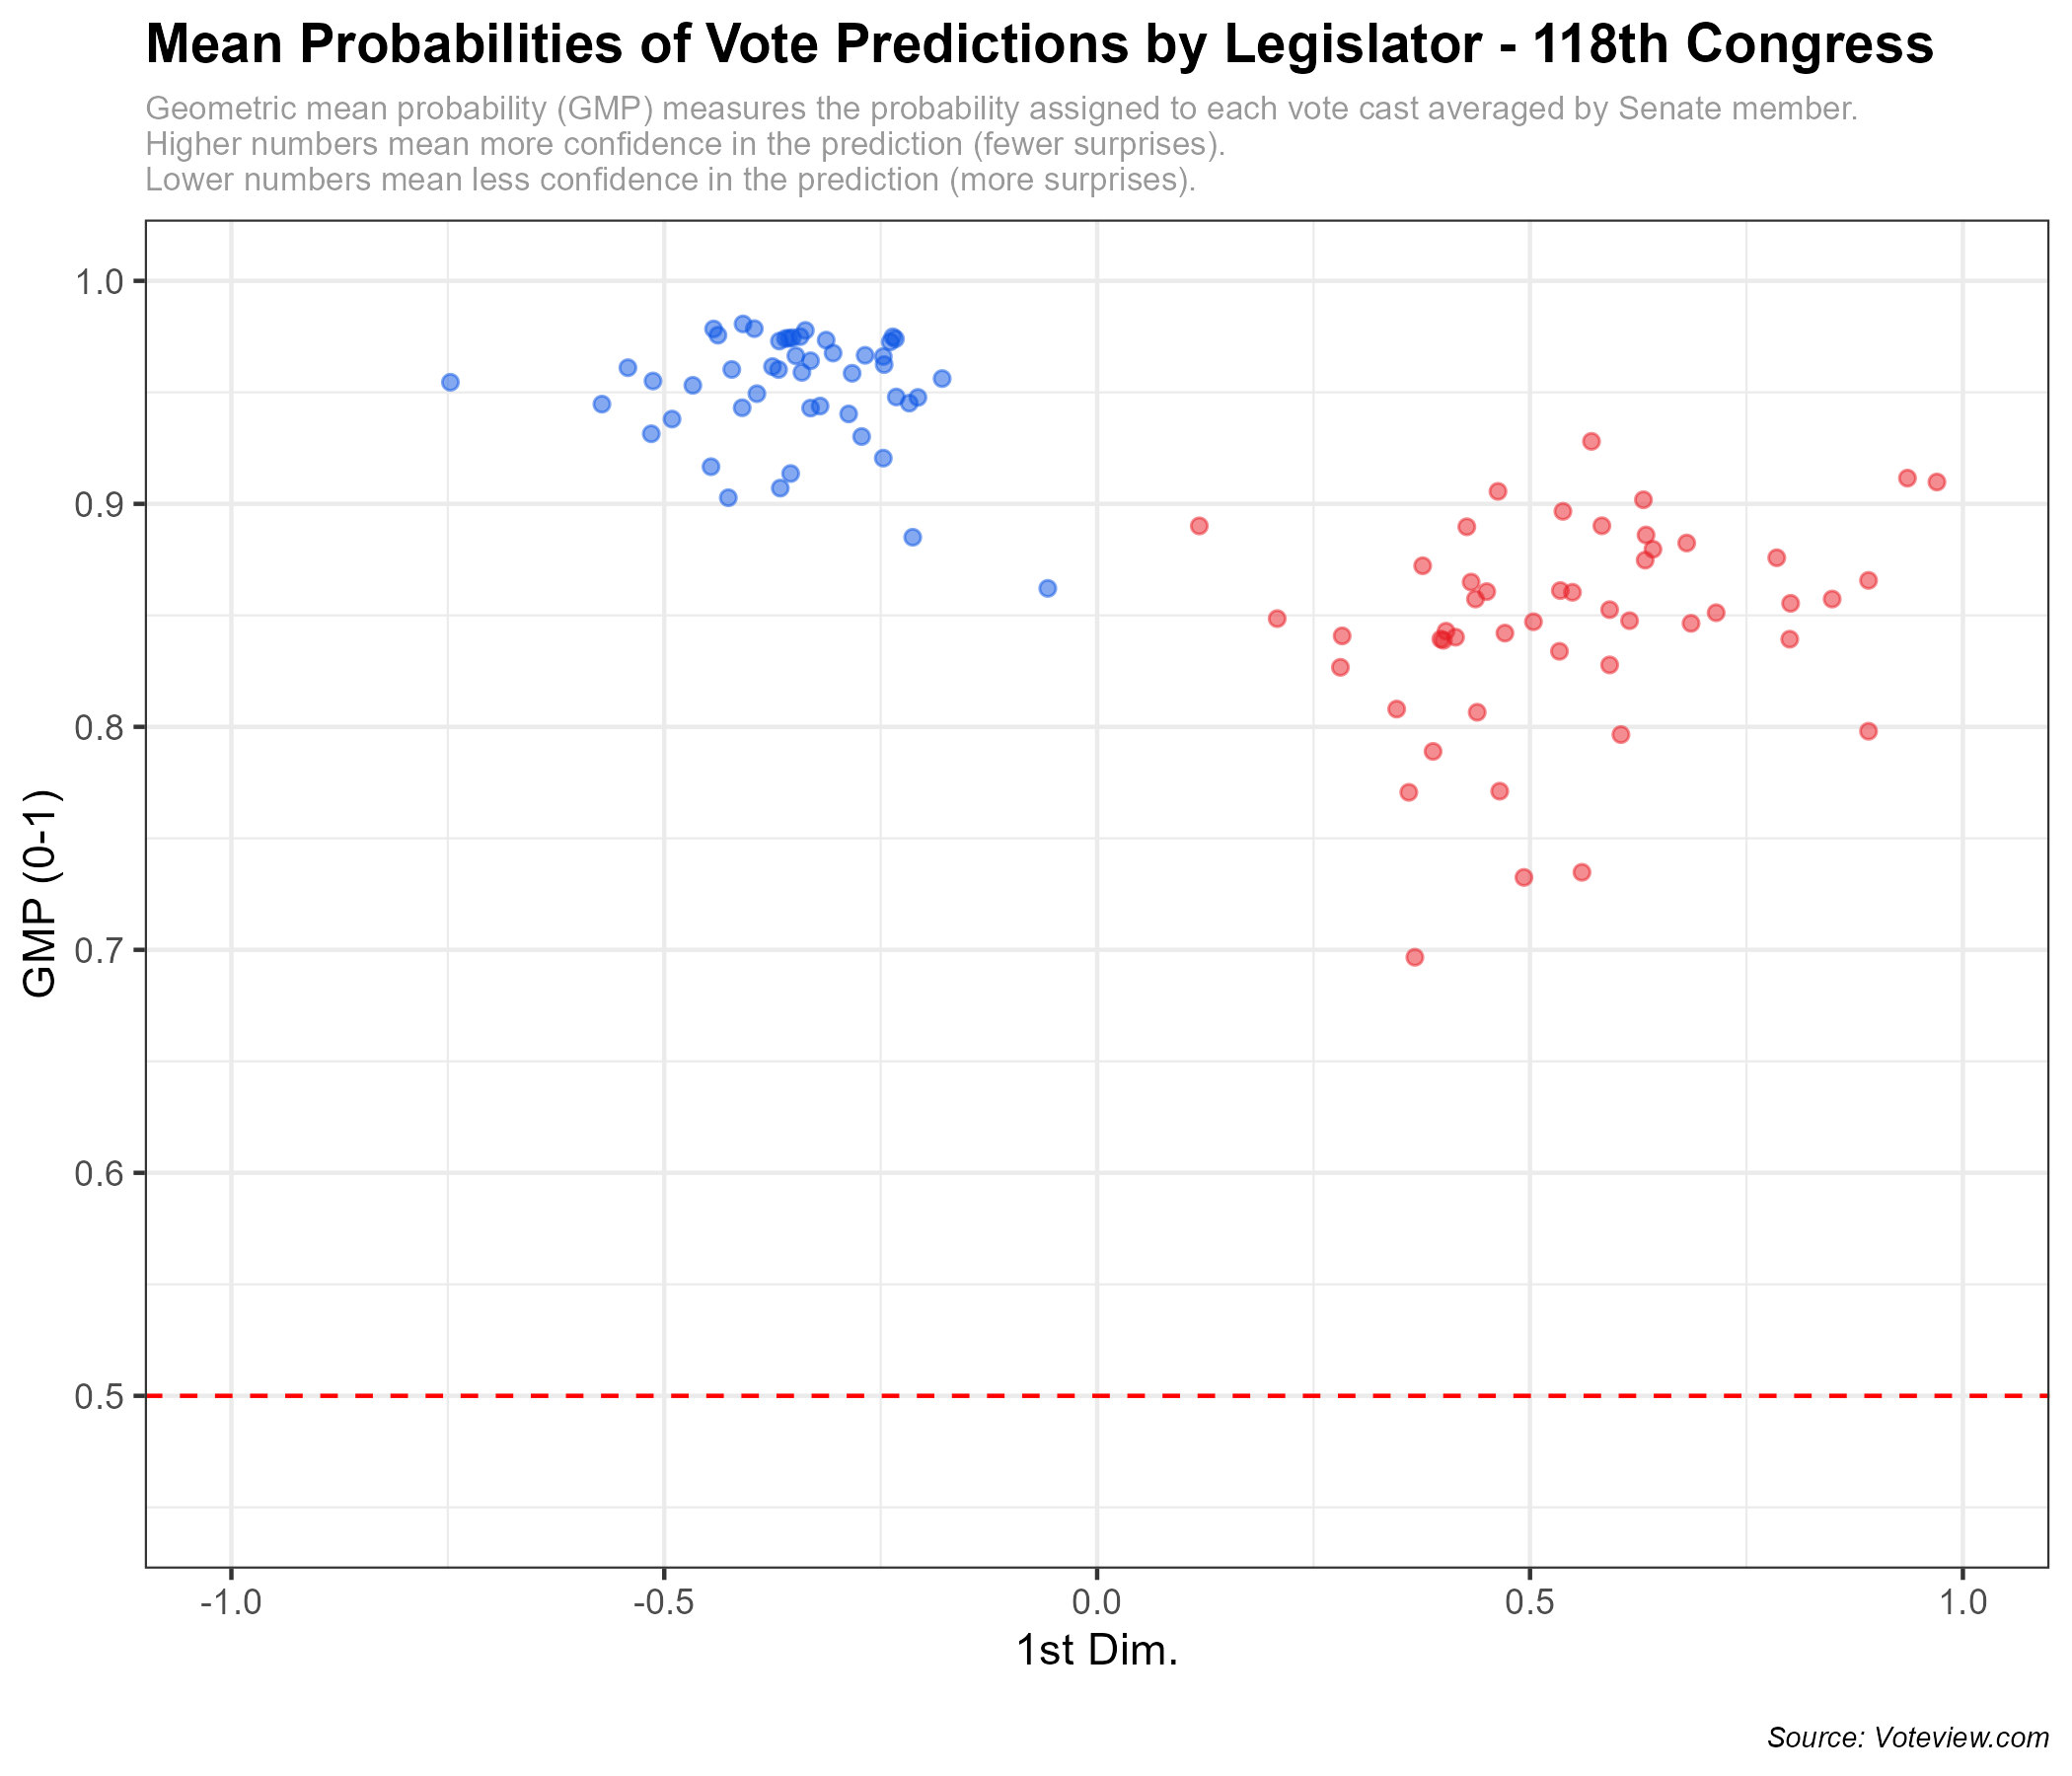 Mean Probabilities of Vote Predictions by Legislator - 118th Congress
Geometric mean probability (GMP) measures the probability assigned to each vote cast averaged by Senate member.
Higher numbers mean more confidence in the prediction (fewer surprises).
Lower numbers mean less confidence in the prediction (more surprises).
GMP (0-1)
1.0
0.9
0.8
0.7
0.6
0.5
-1.0
-0.5
0.0
0.5
1.0
1st Dim.
Source: Voteview.com